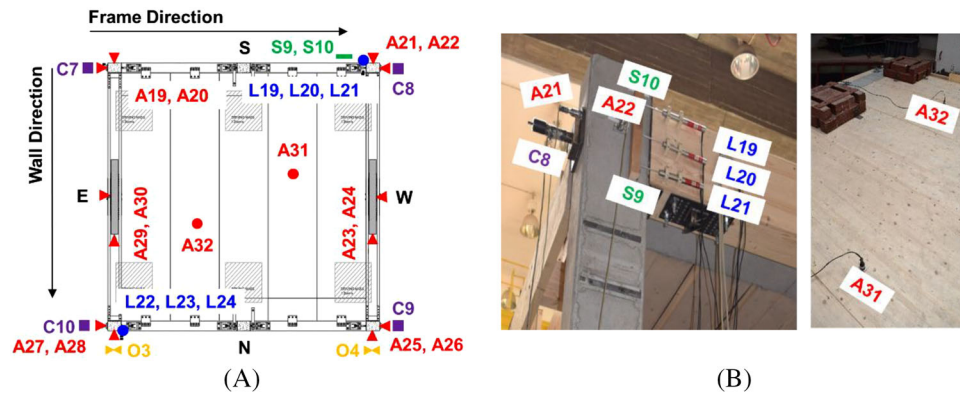 Frame Direction
Wall Direction
S
S9, S10
A21, A22
C7
C8
A19, A20
L19, L20, L21
A31
E
W
A29, A30
A23, A24
A32
L22, L23, L24
C10
C9
A27, A28
O3
N
O4
A25, A26
(A)
A21
S10
A22
C8
L19
L20
S9
L21
A32
A31
(B)